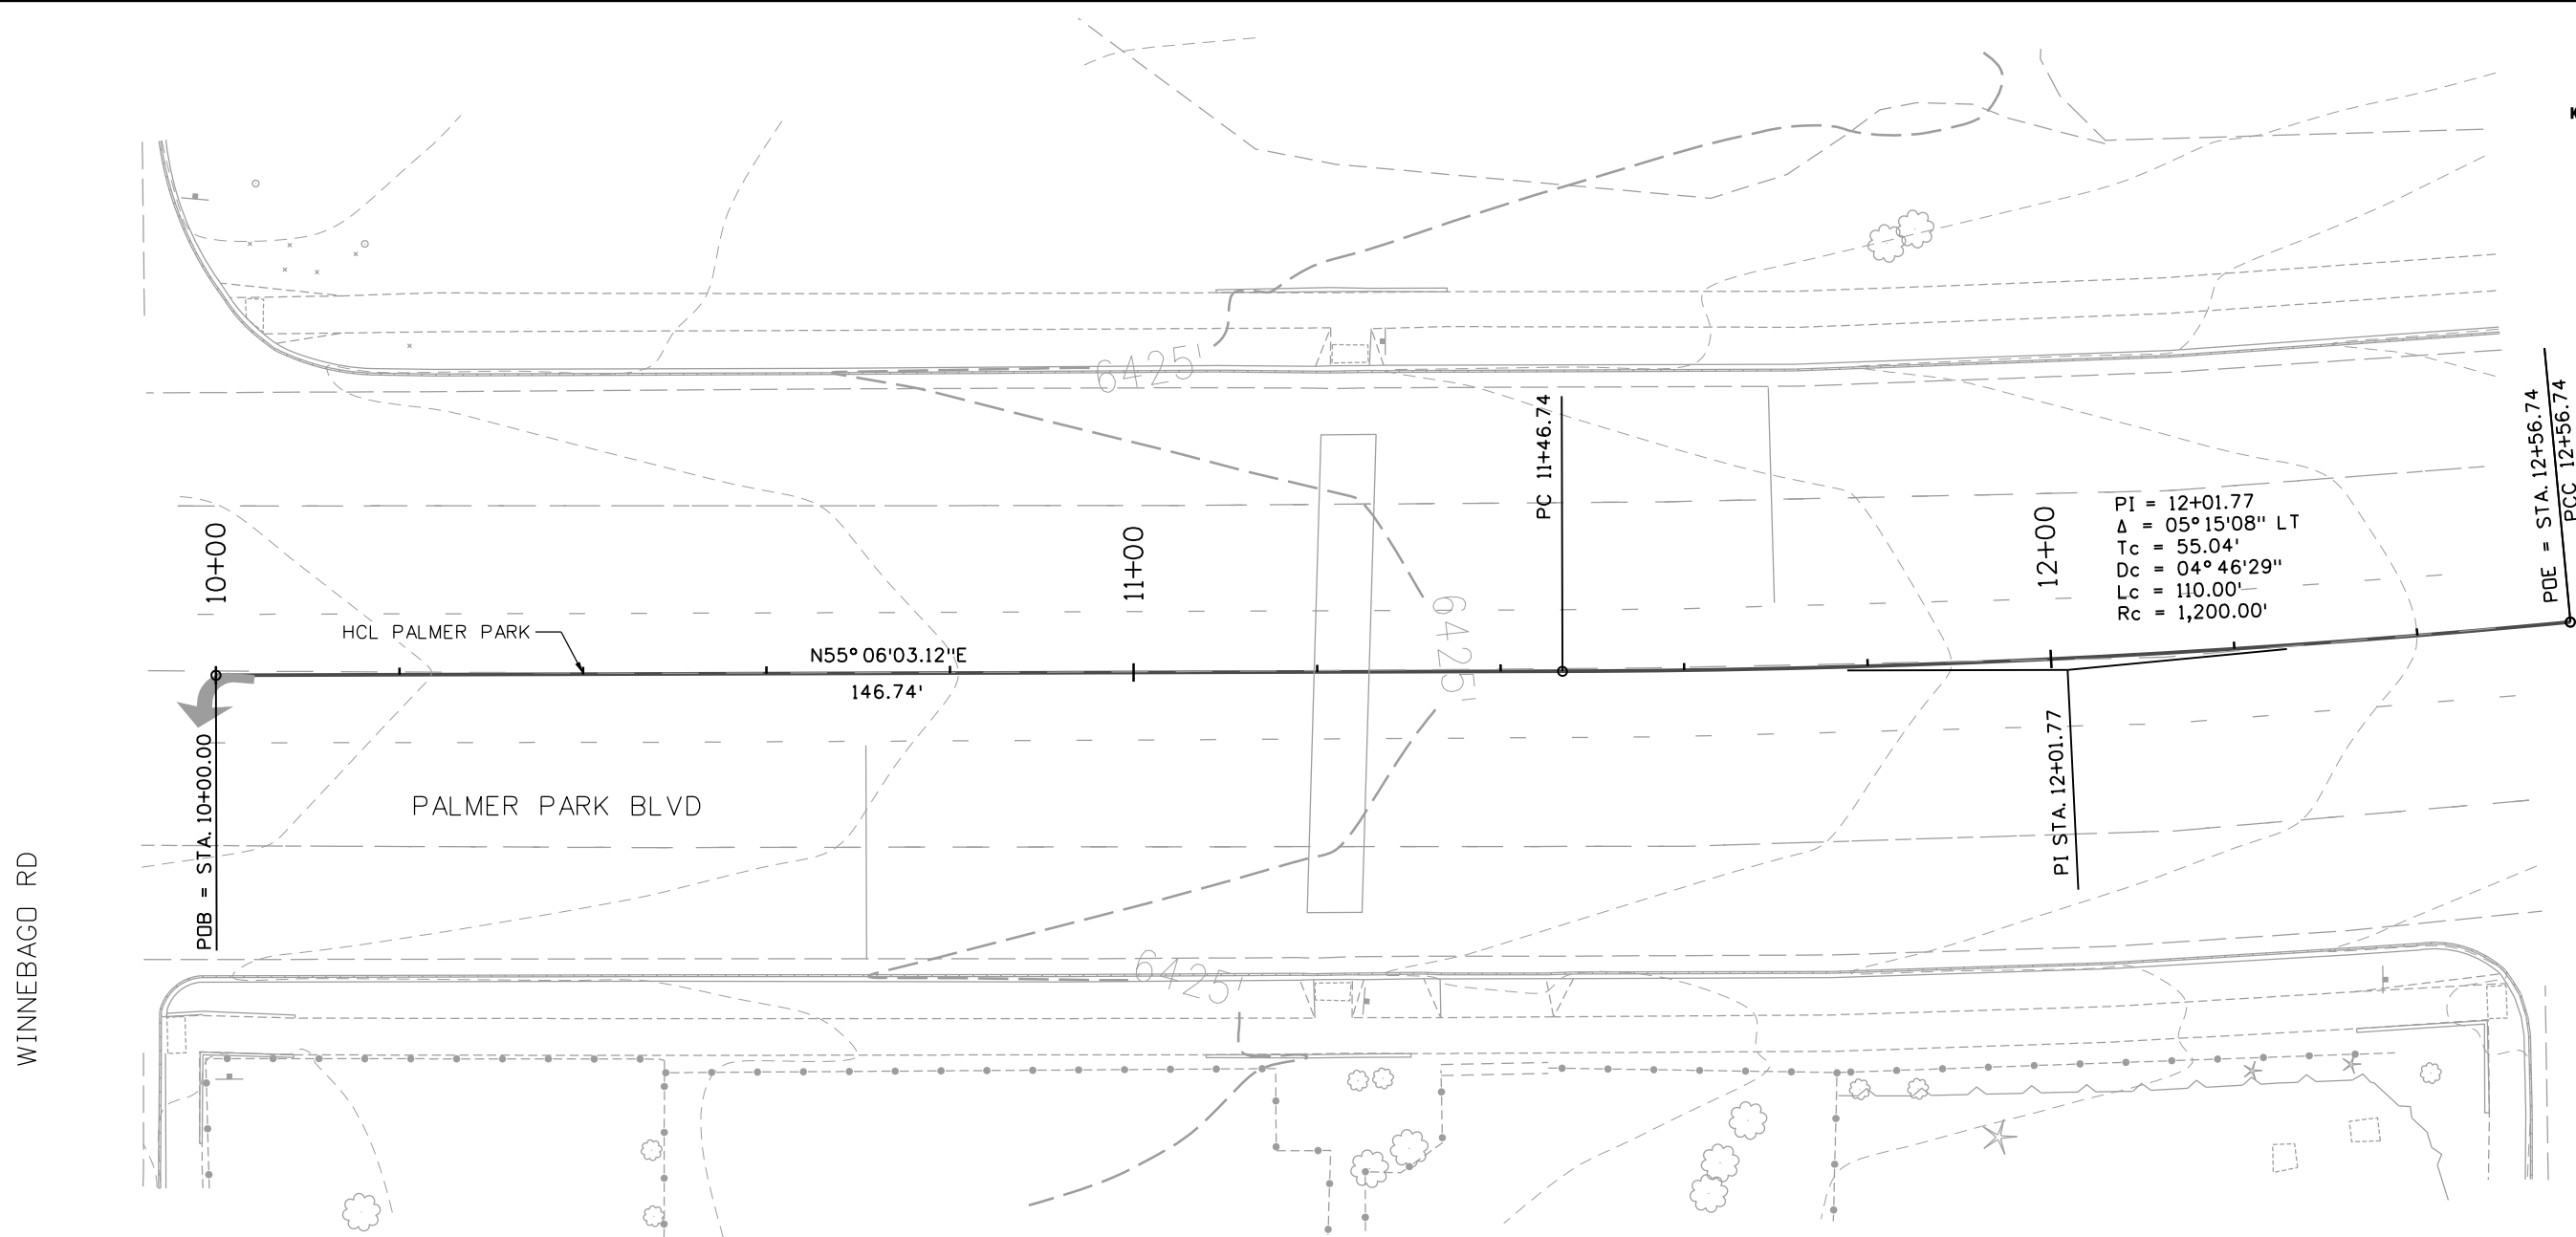 6425'
PC 11+46.74
POE = STA. 12+56.74
PCC 12+56.74
10+00
11+00
12+00
PI = 12+01.77
Δ = 05°15'08" LT
Tc = 55.04'
Dc = 04°46'29"
Lc = 110.00'
Rc = 1,200.00'
HCL PALMER PARK
N55°06'03.12"E
146.74'
6425'
POB = STA. 10+00.00
PALMER PARK BLVD
PI STA. 12+01.77
WINNEBAGO RD
6425'